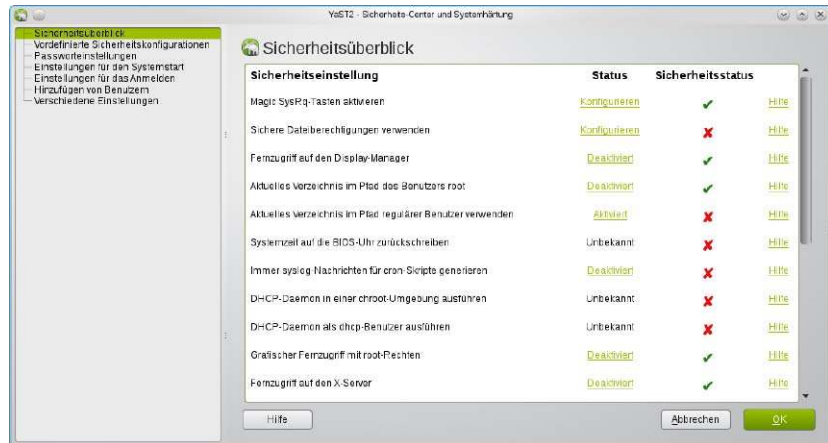 YaST2 - Sicherheits-Center und Systemhärtung
Sicherheitsüberblick
Vordefinierte Sicherheitskonfigurationen
Passworteinstellungen
Einstellungen für den Systemstart
Einstellungen für das Anmelden
Hinzufügen von Benutzern
Verschiedene Einstellungen
Sicherheitsüberblick
Sicherheitseinstellung Status Sicherheitsstatus
Magic SysRq-Tasten aktivieren Konfigurieren Hilfe
Sichere Dateiberechtigungen verwenden Konfigurieren Hilfe
Fernzugriff auf den Display-Manager Deaktiviert Hilfe
Aktuelles Verzeichnis im Pfad des Benutzers root Deaktiviert Hilfe
Aktuelles Verzeichnis im Pfad regulärer Benutzer verwenden Aktiviert Hilfe
Systemzeit auf die BIOS-Uhr zurückschreiben Unbekannt Hilfe
Immer syslog-Nachrichten für cron-Skripte generieren Deaktiviert Hilfe
DHCP-Daemon in einer chroot-Umgebung ausführen Unbekannt Hilfe
DHCP-Daemon als dhcp-Benutzer ausführen Unbekannt Hilfe
Grafischer Fernzugriff mit root-Rechten Deaktiviert Hilfe
Fernzugriff auf den X-Server Deaktiviert Hilfe
Hilfe Abbrechen OK